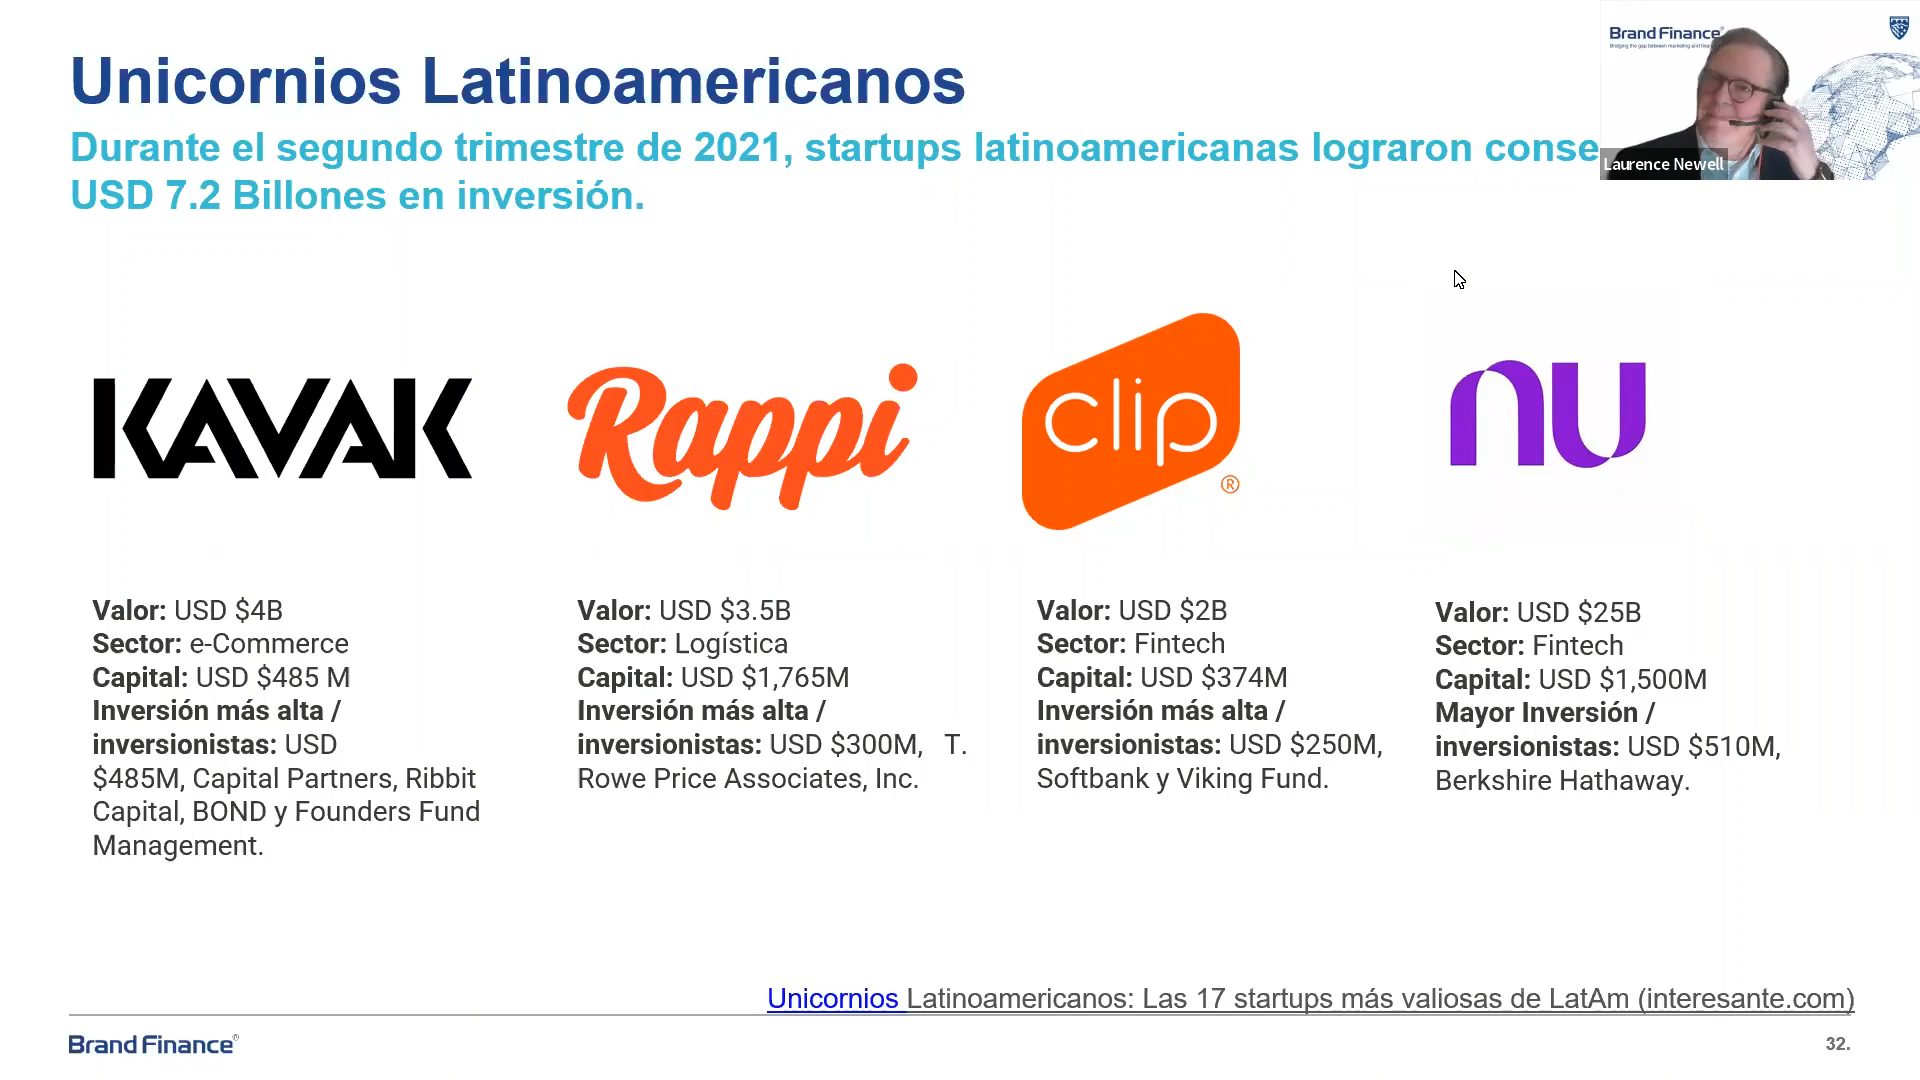 Unicornios Latinoamericanos
Durante el segundo trimestre de 2021, startups latinoamericanas lograron conse
USD 7.2 Billones en inversión.
Brand Finance®
Bridging the gap between marketing and
Laurence Newell
KAVAK
Rappi
clip
®
nu
Valor: USD $4B
Sector: e-Commerce
Capital: USD $485 M
Inversión más alta /
inversionistas: USD
$485M, Capital Partners, Ribbit
Capital, BOND y Founders Fund
Management.
Valor: USD $3.5B
Sector: Logística
Capital: USD $1,765M
Inversión más alta /
inversionistas: USD $300M, T.
Rowe Price Associates, Inc.
Valor: USD $2B
Sector: Fintech
Capital: USD $374M
Inversión más alta /
inversionistas: USD $250M,
Softbank y Viking Fund.
Valor: USD $25B
Sector: Fintech
Capital: USD $1,500M
Mayor Inversión /
inversionistas: USD $510M,
Berkshire Hathaway.
Unicornios Latinoamericanos: Las 17 startups más valiosas de LatAm (interesante.com)
Brand Finance®
32.